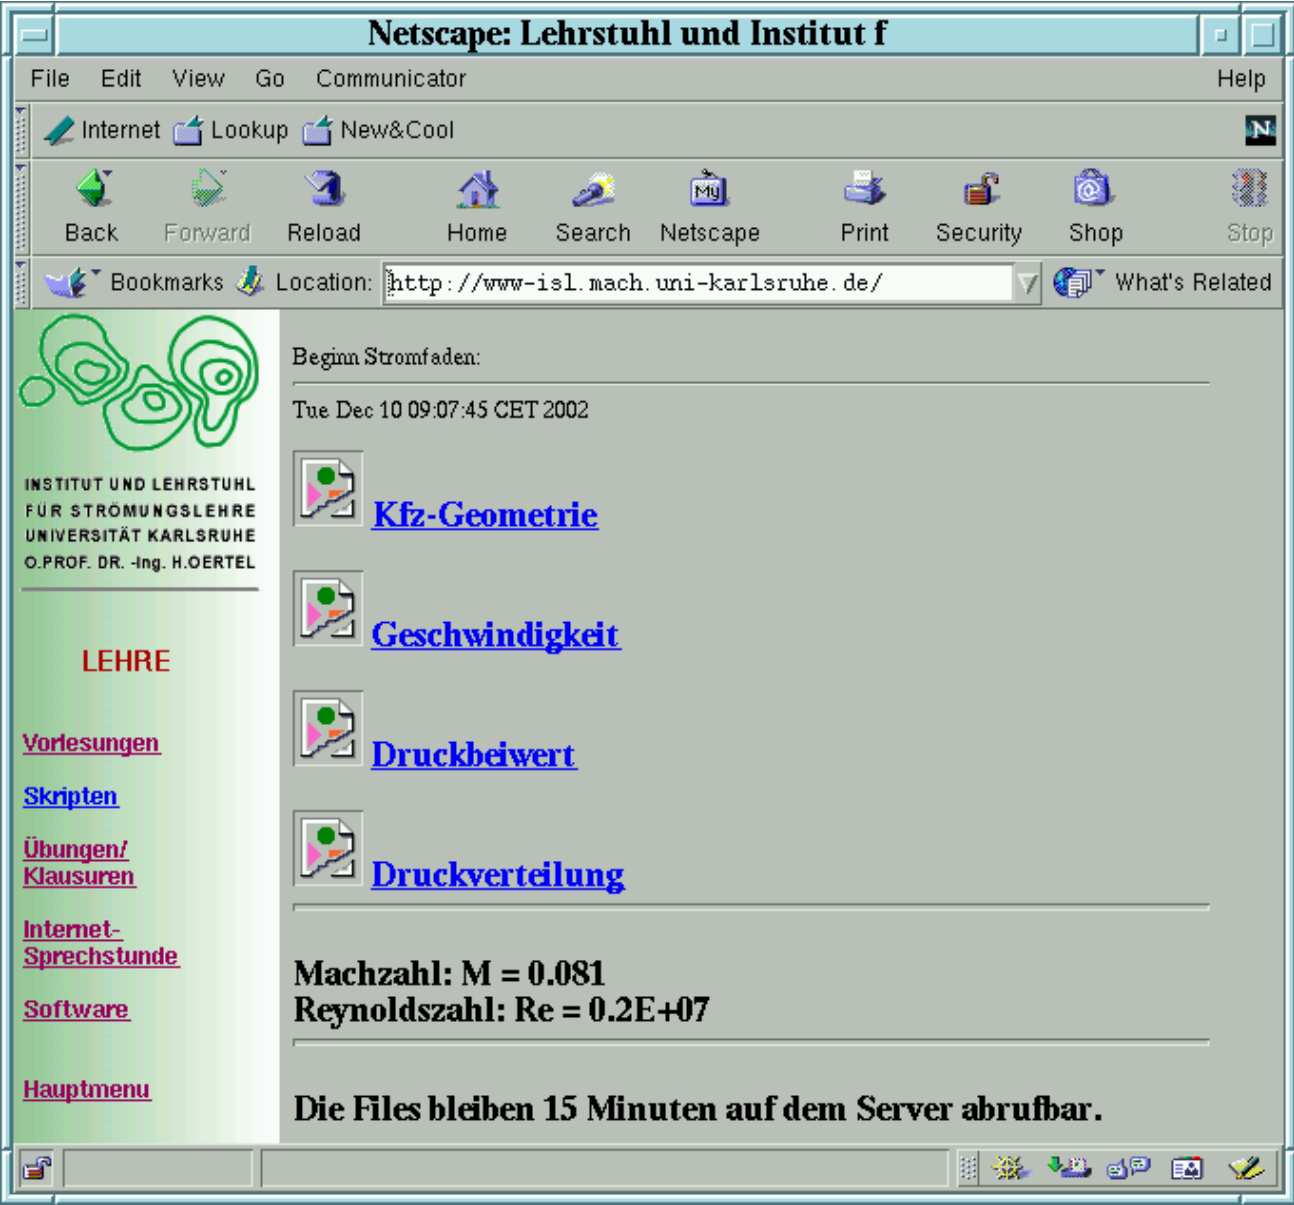 Netscape: Lehrstuhl und Institut f
File Edit View Go Communicator Help
Internet Lookup New&Cool N
My
Back Forward Reload Home Search Netscape Print Security Shop Stop
Bookmarks Location: http://www-isl.mach.uni-karlsruhe.de/ What's Related
INSTITUT UND LEHRSTUHL
FÜR STRÖMUNGSLEHRE
UNIVERSITÄT KARLSRUHE
O.PROF. DR. -Ing. H.OERTEL
LEHRE
Vorlesungen
Skripten
Übungen/
Klausuren
Internet-
Sprechstunde
Software
Hauptmenu
Beginn Stromfaden:
Tue Dec 10 09:07:45 CET 2002
Kfz-Geometrie
Geschwindigkeit
Druckbeiwert
Druckverteilung
Machzahl: M = 0.081
Reynoldszahl: Re = 0.2E+07
Die Files bleiben 15 Minuten auf dem Server abrufbar.